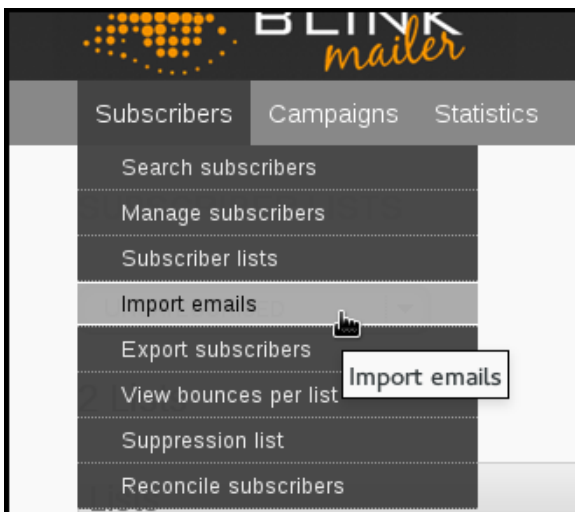 BLINK
mailer
Subscribers Campaigns Statistics
Search subscribers
Manage subscribers
Subscriber lists
Import emails
Export subscribers
Import emails
View bounces per list
Suppression list
Reconcile subscribers